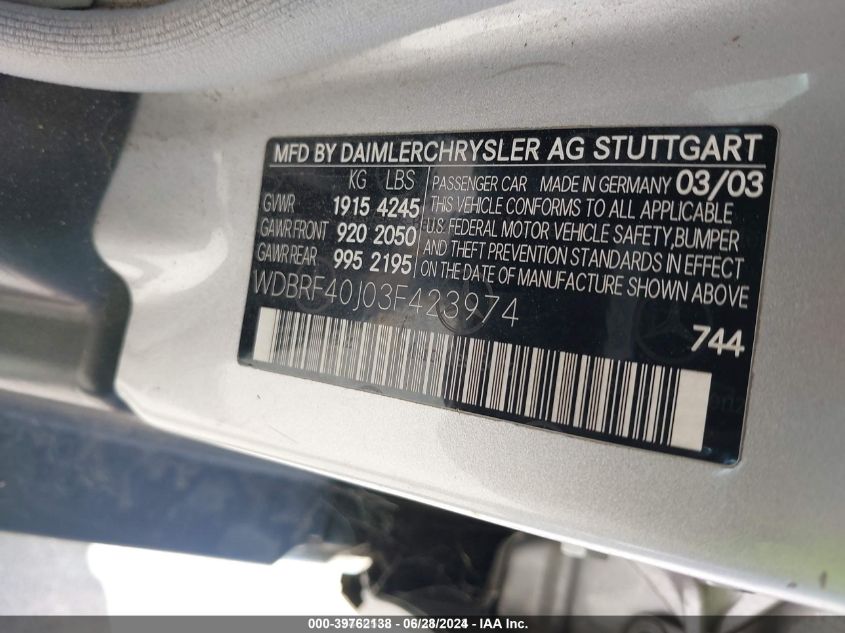 MFD BY DAIMLERCHRYSLER AG STUTTGART
KG LBS
GVWR 1915 4245
GAWR FRONT 920 2050
GAWR REAR 995 2195
PASSENGER CAR MADE IN GERMANY 03/03
THIS VEHICLE CONFORMS TO ALL APPLICABLE
U.S. FEDERAL MOTOR VEHICLE SAFETY,BUMPER
AND THEFT PREVENTION STANDARDS IN EFFECT
ON THE DATE OF MANUFACTURE SHOWN ABOVE
WDBRF40J03F423974
744
000-39762138 - 06/28/2024 - IAA Inc.